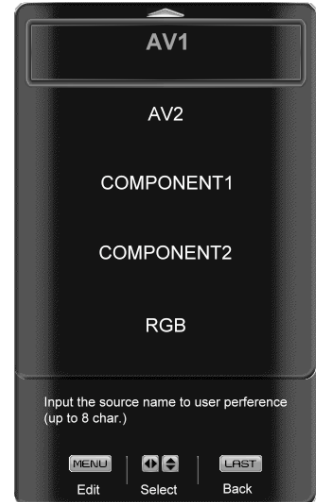 AV1
AV2
COMPONENT1
COMPONENT2
RGB
Input the source name to user perference
(up to 8 char.)
MENU LAST
Edit Select Back